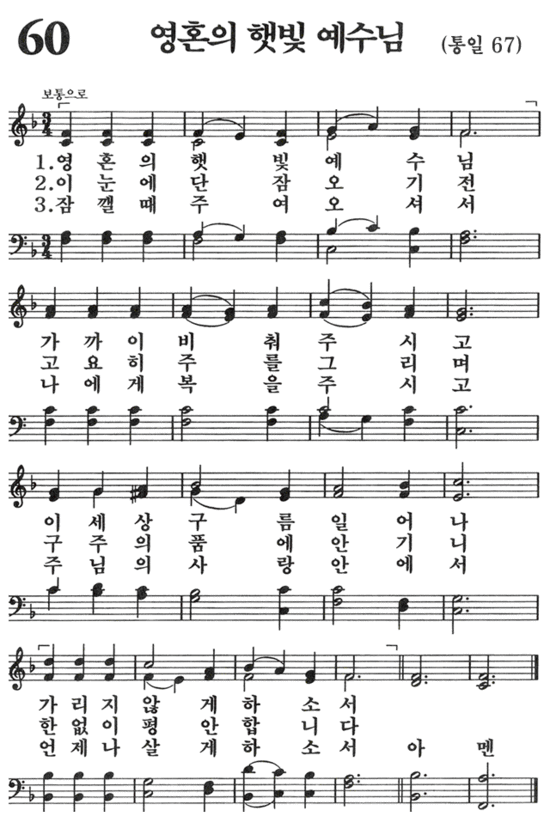 60 영혼의 햇빛 예수님 (통일 67)
보통으로
1.영 혼 의 햇 빛 예 수 님
2.이 눈 에 단 잠 오 기 전
3.잠 깰 때 주 여 오 셔 서
가 까 이 비 춰 주 시 고
고 요 히 주 를 그 리 며
나 에 게 복 을 주 시 고
이 세 상 구 름 일 어 나
구 주 의 품 에 안 기 니
주 님 의 사 랑 안 에 서
가 리 지 않 게 하 소 서
한 없 이 평 안 합 니 다
언 제 나 살 게 하 소 서 아 멘